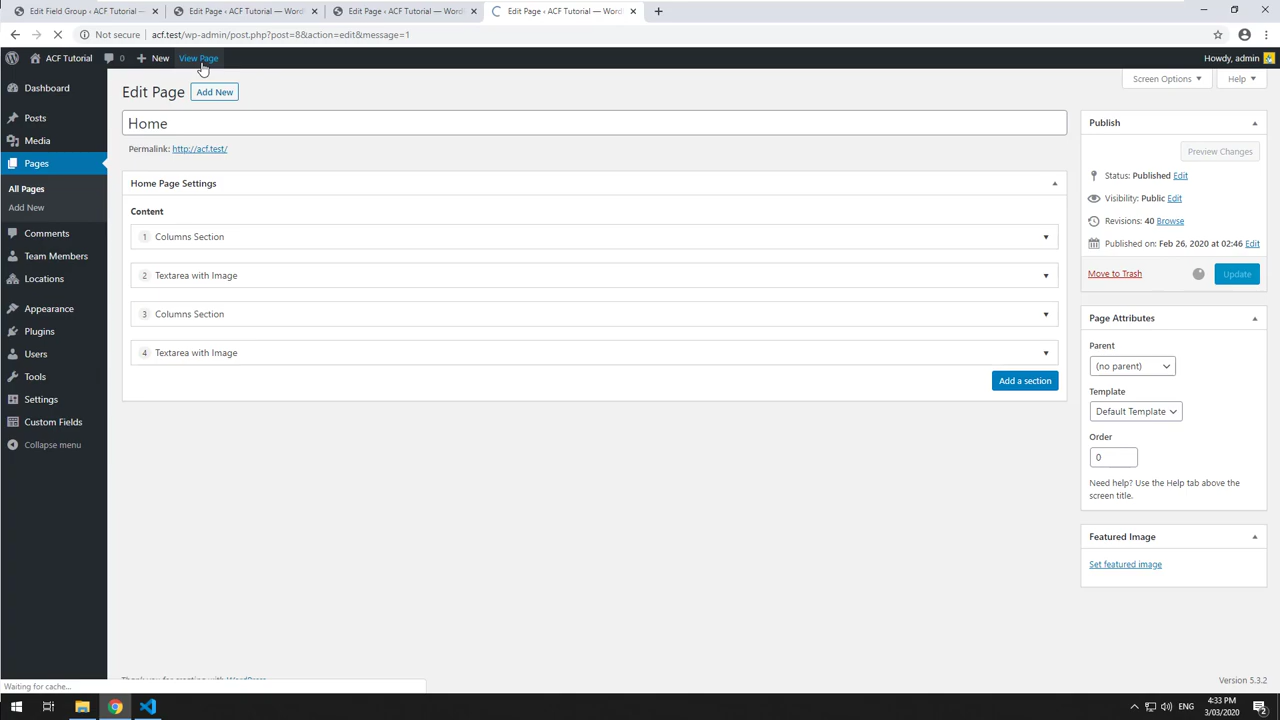 Edit Field Group ‹ ACF Tutorial —
Edit Page ‹ ACF Tutorial — Word
Edit Page ‹ ACF Tutorial — Word
Edit Page ‹ ACF Tutorial — Word
Not secure acf.test/wp-admin/post.php?post=8&action=edit&message=1
ACF Tutorial 0 New View Page Howdy, admin
Screen Options Help
Edit Page Add New
Home
Permalink: http://acf.test/
Dashboard
Posts
Media
Pages
All Pages
Add New
Comments
Team Members
Locations
Appearance
Plugins
Users
Tools
Settings
Custom Fields
Collapse menu
Home Page Settings
Content
1 Columns Section
2 Textarea with Image
3 Columns Section
4 Textarea with Image
Add a section
Publish
Preview Changes
Status: Published Edit
Visibility: Public Edit
Revisions: 40 Browse
Published on: Feb 26, 2020 at 02:46 Edit
Move to Trash Update
Page Attributes
Parent
(no parent)
Template
Default Template
Order
0
Need help? Use the Help tab above the
screen title.
Featured Image
Set featured image
Thank you for creating with WordPress
Version 5.3.2
Waiting for cache...
ENG
4:33 PM
3/03/2020
2